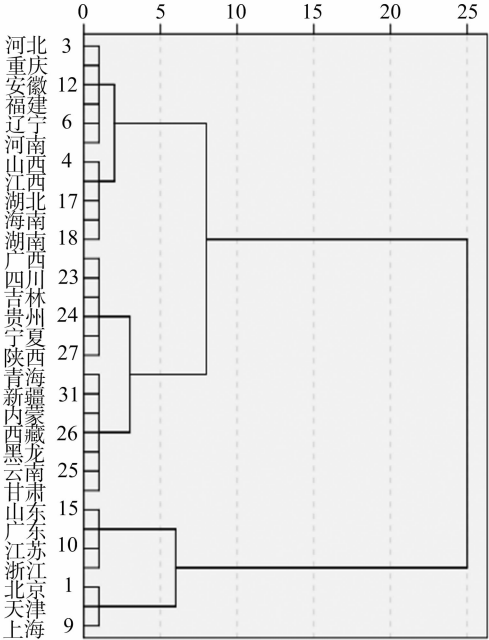 0 5 10 15 20 25
河北 3
重庆
安徽 12
福建
辽宁 6
河南
山西 4
江西
湖北 17
海南
湖南 18
广西
四川 23
吉林
贵州 24
宁夏
陕西 27
青海
新疆 31
内蒙
西藏 26
黑龙
云南 25
甘肃
山东 15
广东
江苏 10
浙江
北京 1
天津
上海 9